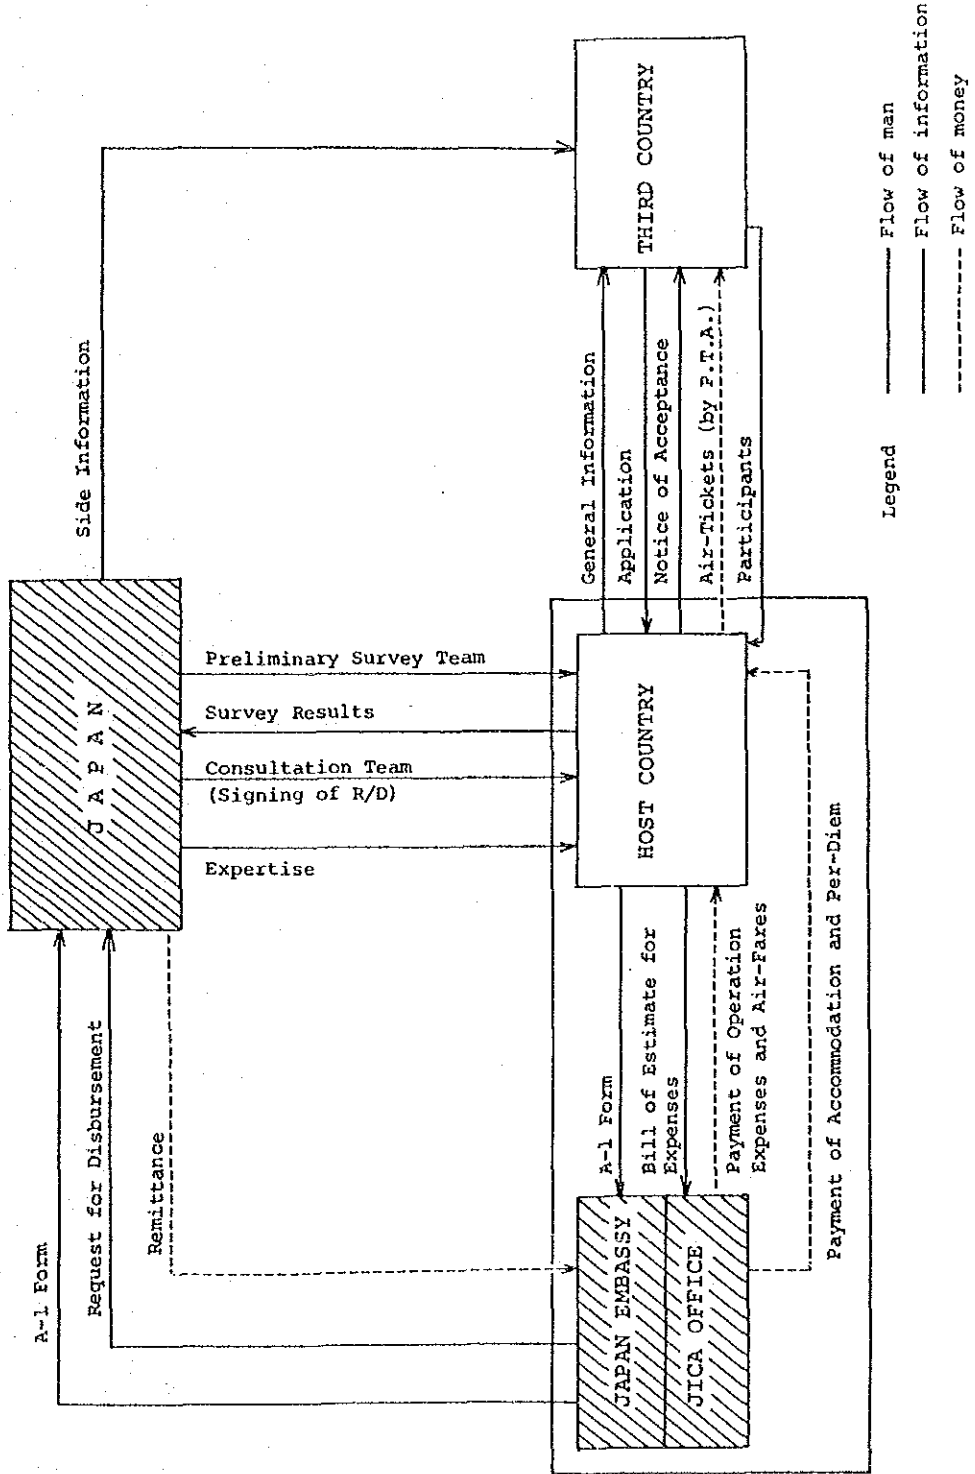 A-1 Form
Request for Disbursement
Remittance
J A P A N
Side Information
Preliminary Survey Team
Survey Results
Consultation Team
(Signing of R/D)
Expertise
JAPAN EMBASSY
JICA OFFICE
A-1 Form
Bill of Estimate for
Expenses
Payment of Operation
Expenses and Air-Fares
HOST COUNTRY
Payment of Accommodation and Per-Diem
General Information
Application
Notice of Acceptance
Air-Tickets (by P.T.A.)
Participants
THIRD COUNTRY
Legend
Flow of man
Flow of information
Flow of money